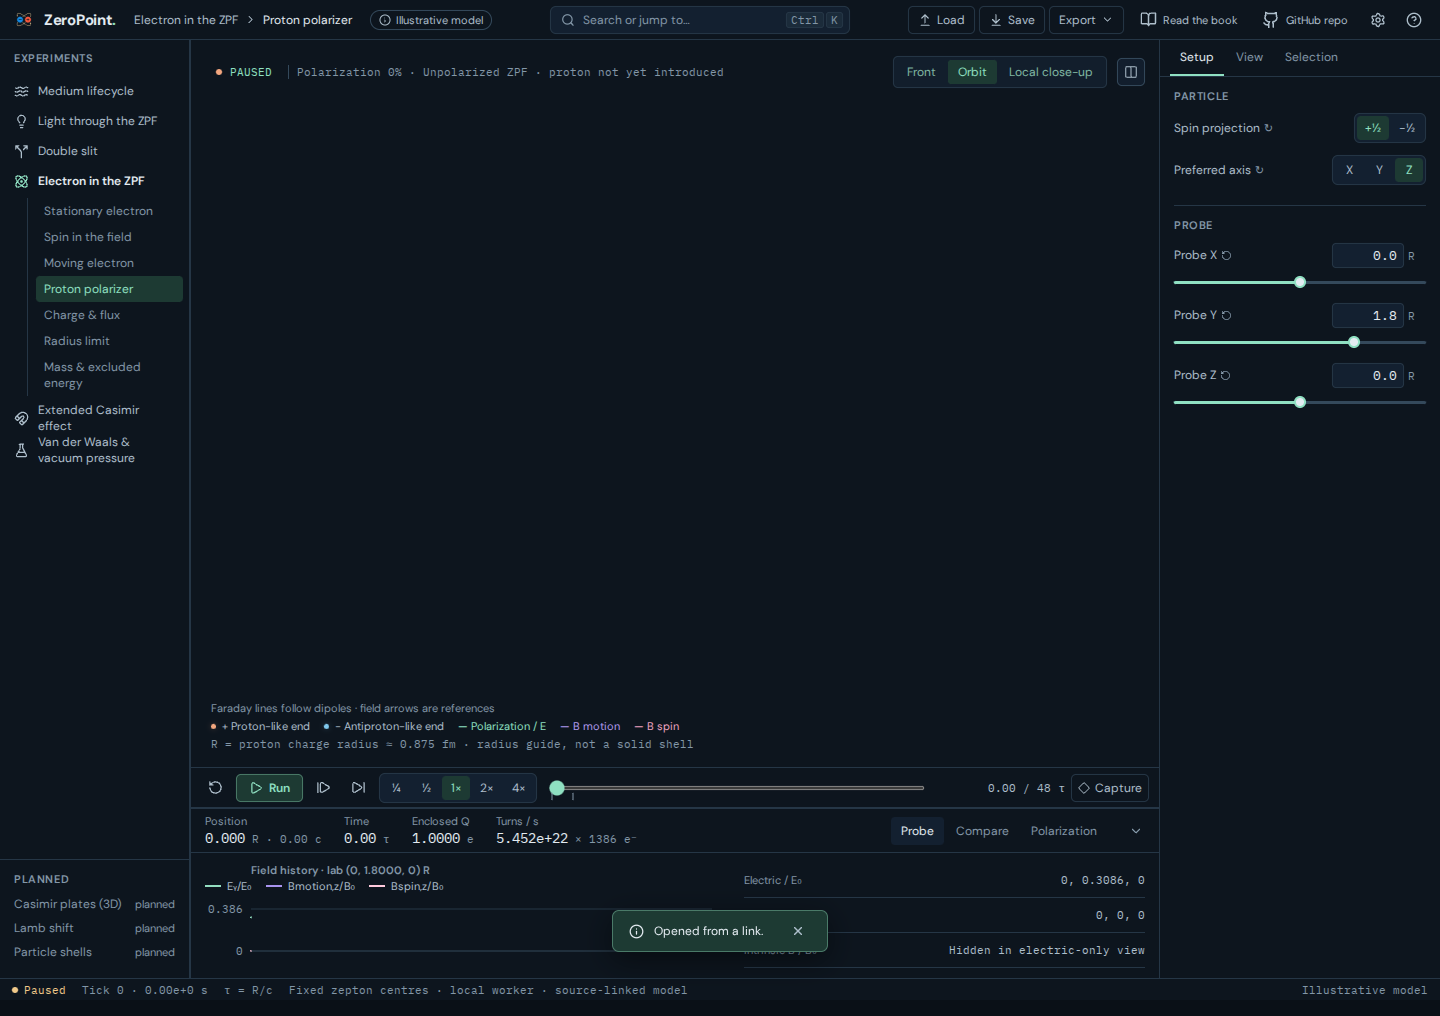 ZeroPoint. Electron in the ZPF > Proton polarizer Illustrative model Search or jump to... Ctrl K Load Save Export Read the book GitHub repo
EXPERIMENTS
Medium lifecycle
Light through the ZPF
Double slit
Electron in the ZPF
Stationary electron
Spin in the field
Moving electron
Proton polarizer
Charge & flux
Radius limit
Mass & excluded
energy
Extended Casimir
effect
Van der Waals &
vacuum pressure
PLANNED
Casimir plates (3D) planned
Lamb shift planned
Particle shells planned
PAUSED Polarization 0% · Unpolarized ZPF · proton not yet introduced
Front Orbit Local close-up
Faraday lines follow dipoles · field arrows are references
+ Proton-like end − Antiproton-like end Polarization / E B motion B spin
R = proton charge radius ≈ 0.875 fm · radius guide, not a solid shell
Run ¼ ½ 1× 2× 4× 0.00 / 48 τ Capture
Position Time Enclosed Q Turns / s
0.000 R · 0.00 c 0.00 τ 1.0000 e 5.452e+22 × 1386 e⁻
Probe Compare Polarization
Field history · lab (0, 1.8000, 0) R
Eᵧ/E₀ Bmotion,z/B₀ Bspin,z/B₀
0.386
0
Electric / E₀ 0, 0.3086, 0
0, 0, 0
Hidden in electric-only view
Opened from a link.
Setup View Selection
PARTICLE
Spin projection ↻ +½ −½
Preferred axis ↻ X Y Z
PROBE
Probe X 0.0 R
Probe Y 1.8 R
Probe Z 0.0 R
Paused Tick 0 · 0.00e+0 s τ = R/c Fixed zepton centres · local worker · source-linked model Illustrative model